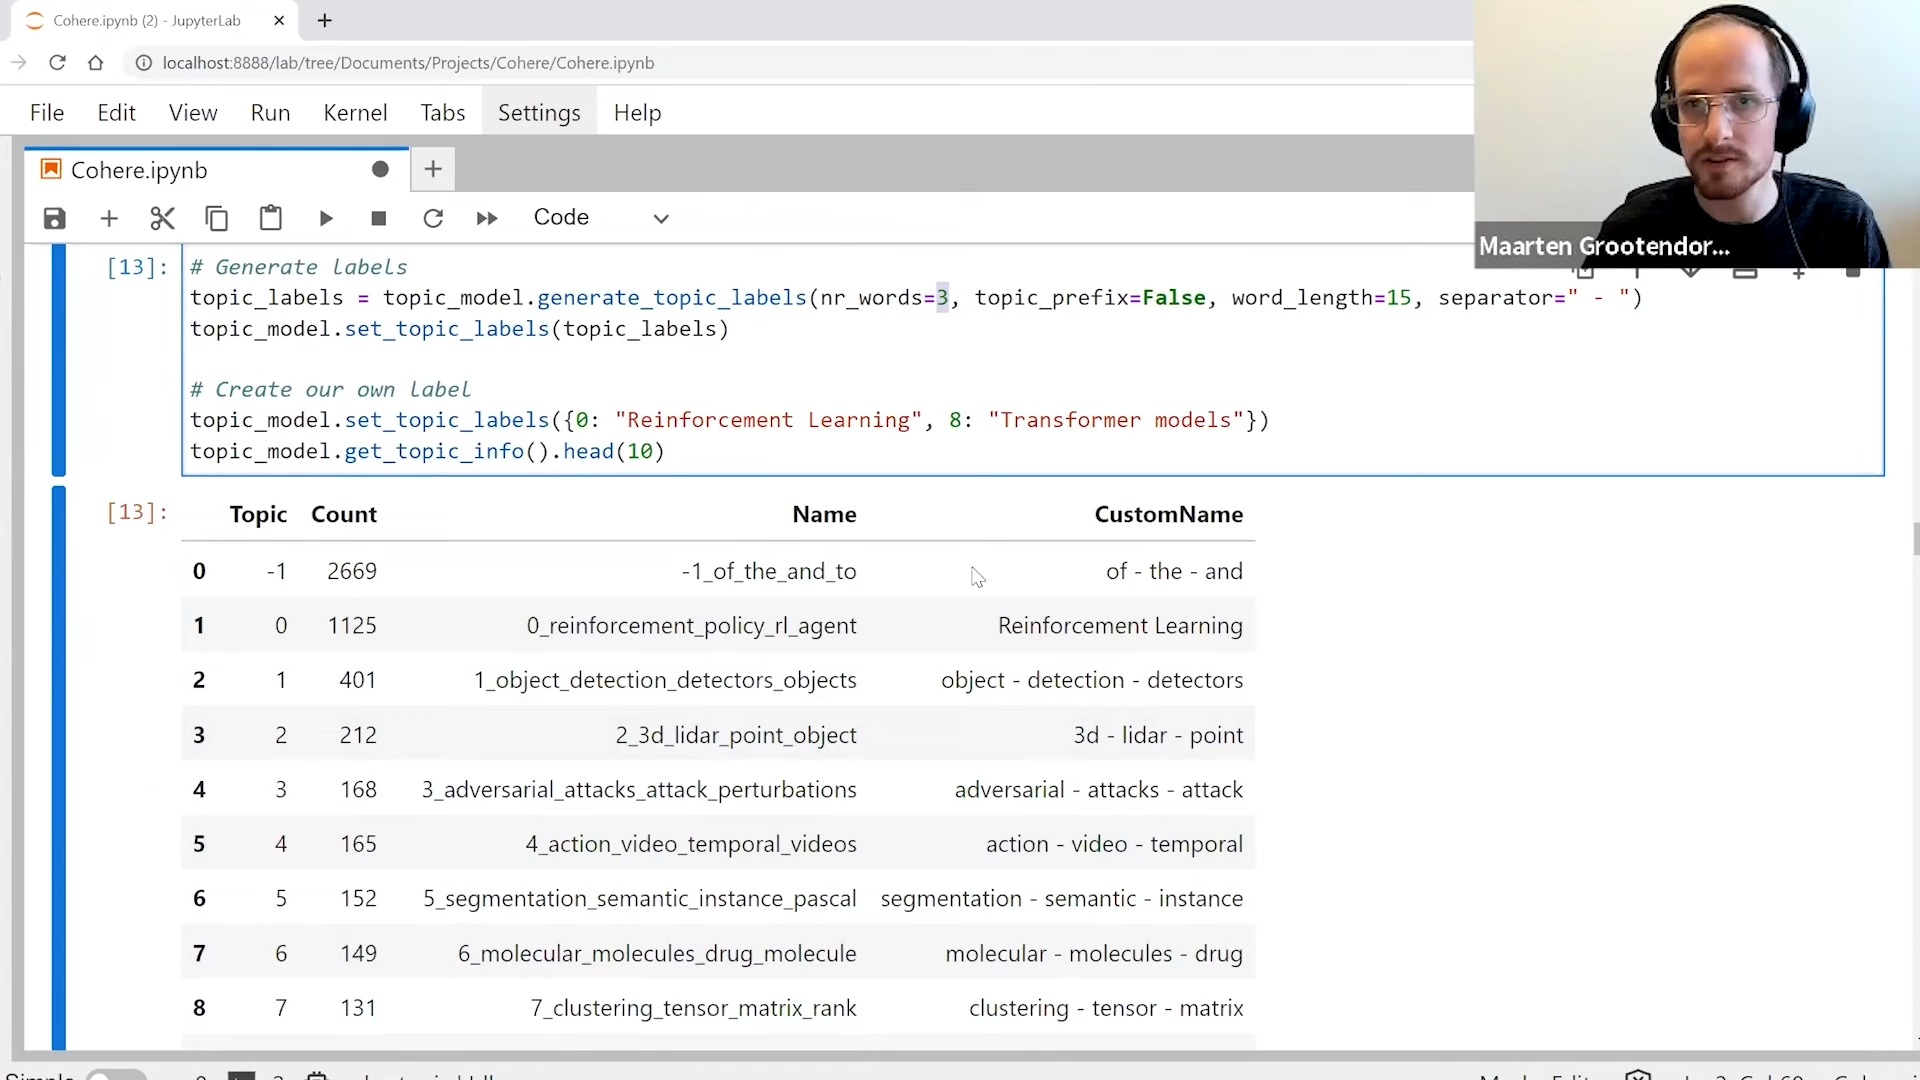 Cohere.ipynb (2) - JupyterLab
localhost:8888/lab/tree/Documents/Projects/Cohere/Cohere.ipynb
File Edit View Run Kernel Tabs Settings Help
Cohere.ipynb
Code
Maarten Grootendor...
[13]: # Generate labels
topic_labels = topic_model.generate_topic_labels(nr_words=3, topic_prefix=False, word_length=15, separator=" - ")
topic_model.set_topic_labels(topic_labels)
# Create our own label
topic_model.set_topic_labels({0: "Reinforcement Learning", 8: "Transformer models"})
topic_model.get_topic_info().head(10)
[13]: Topic Count Name CustomName
0 -1 2669 -1_of_the_and_to of - the - and
1 0 1125 0_reinforcement_policy_rl_agent Reinforcement Learning
2 1 401 1_object_detection_detectors_objects object - detection - detectors
3 2 212 2_3d_lidar_point_object 3d - lidar - point
4 3 168 3_adversarial_attacks_attack_perturbations adversarial - attacks - attack
5 4 165 4_action_video_temporal_videos action - video - temporal
6 5 152 5_segmentation_semantic_instance_pascal segmentation - semantic - instance
7 6 149 6_molecular_molecules_drug_molecule molecular - molecules - drug
8 7 131 7_clustering_tensor_matrix_rank clustering - tensor - matrix
Simple